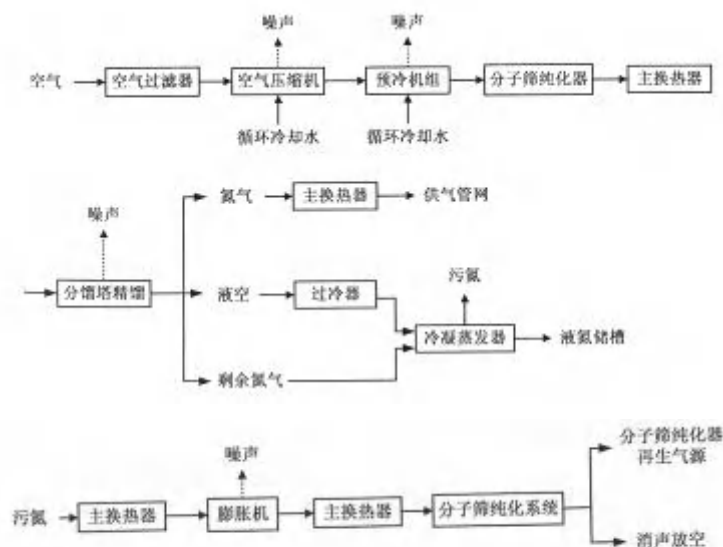 噪声
噪声
空气
空气过滤器
空气压缩机
预冷机组
分子筛纯化器
主换热器
循环冷却水
循环冷却水
氮气
主换热器
供气管网
噪声
污氮
分馏塔精馏
液空
过冷器
冷凝蒸发器
液氮储槽
剩余氮气
分子筛纯化器
再生气源
噪声
污氮
主换热器
膨胀机
主换热器
分子筛纯化系统
消声放空